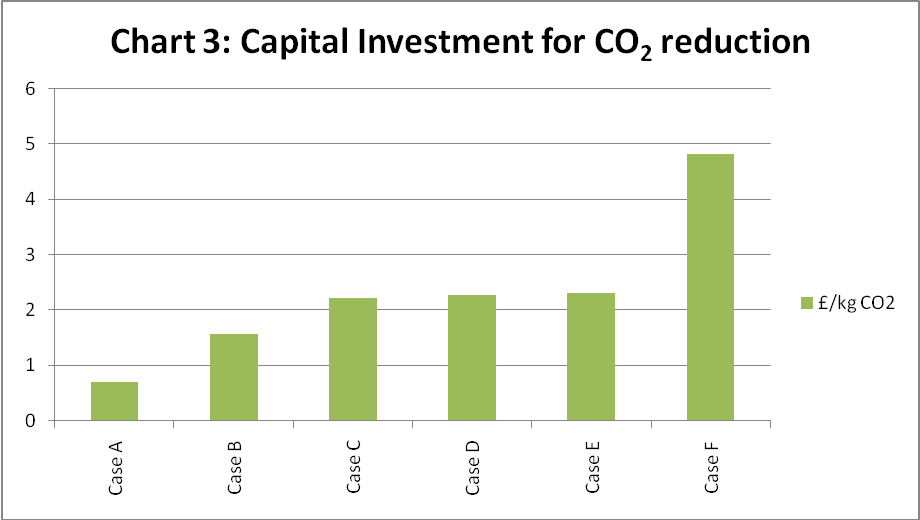 Chart 3: Capital Investment for CO₂ reduction
6
5
4
3
2
1
0
Case A
Case B
Case C
Case D
Case E
Case F
£/kg CO2